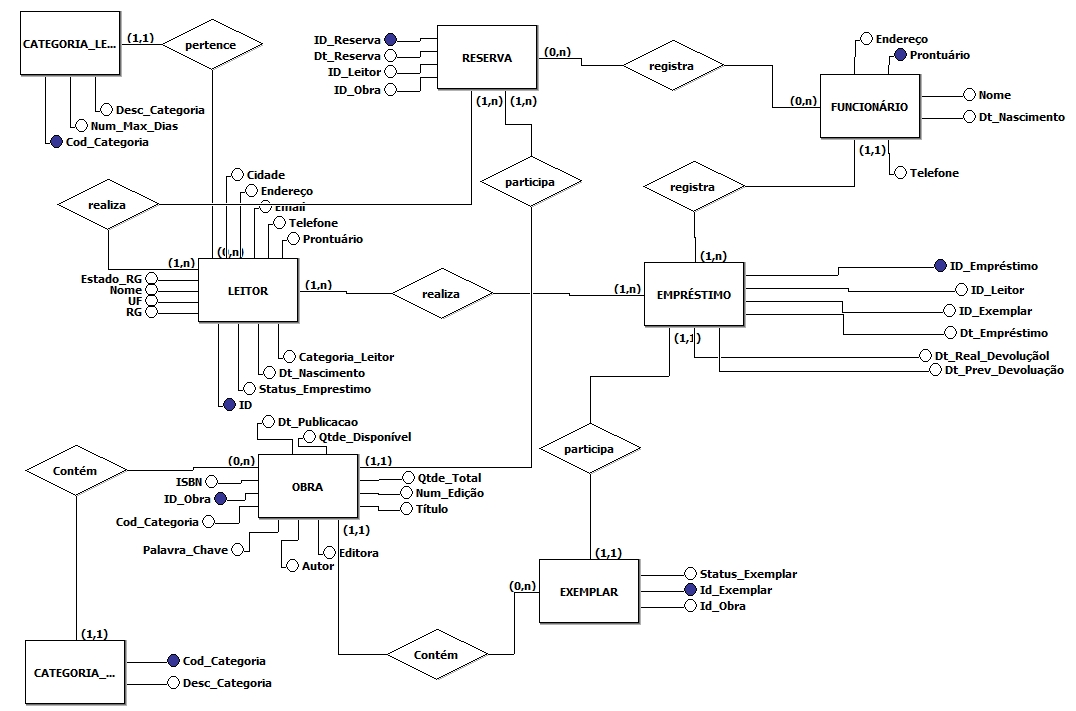 CATEGORIA_LE...
(1,1)
pertence
Desc_Categoria
Num_Max_Dias
Cod_Categoria
ID_Reserva
Dt_Reserva
ID_Leitor
ID_Obra
RESERVA
(0,n)
(1,n)
(1,n)
registra
(0,n)
Endereço
Prontuário
FUNCIONÁRIO
Nome
Dt_Nascimento
(1,1)
Telefone
participa
registra
realiza
Cidade
Endereço
Email
Telefone
Prontuário
(0,n)
(1,n)
Estado_RG
Nome
UF
RG
LEITOR
(1,n)
realiza
(1,n)
(1,n)
EMPRÉSTIMO
ID_Empréstimo
ID_Leitor
ID_Exemplar
Dt_Empréstimo
Dt_Real_Devoluçãol
Dt_Prev_Devoluação
(1,1)
Categoria_Leitor
Dt_Nascimento
Status_Emprestimo
ID
Dt_Publicacao
Qtde_Disponível
Contém
(0,n)
(1,1)
ISBN
ID_Obra
Cod_Categoria
Palavra_Chave
OBRA
Qtde_Total
Num_Edição
Título
(1,1)
Editora
Autor
participa
(1,1)
(0,n)
EXEMPLAR
Status_Exemplar
Id_Exemplar
Id_Obra
Contém
(1,1)
CATEGORIA_...
Cod_Categoria
Desc_Categoria